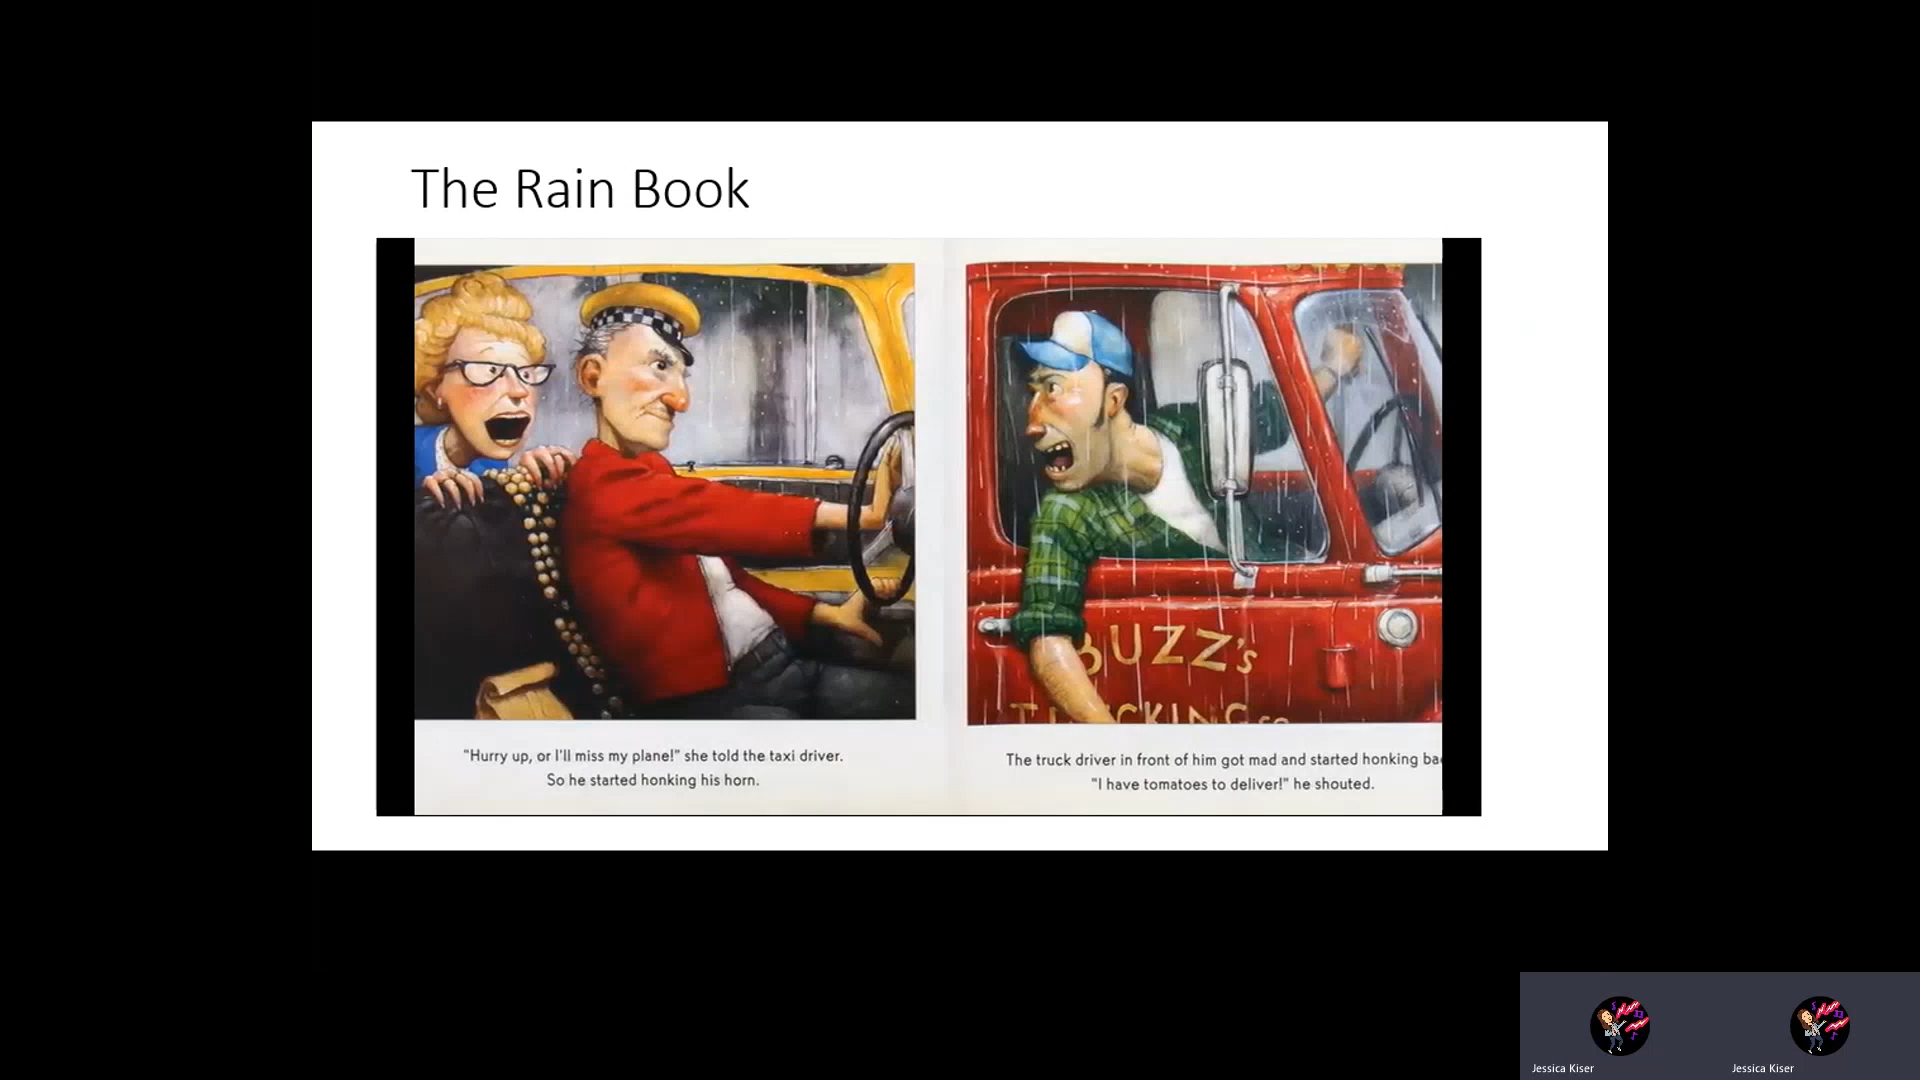 The Rain Book
BUZZ's
"Hurry up, or I'll miss my plane!" she told the taxi driver.
So he started honking his horn.
The truck driver in front of him got mad and started honking
"I have tomatoes to deliver!" he shouted.
Jessica Kiser
Jessica Kiser